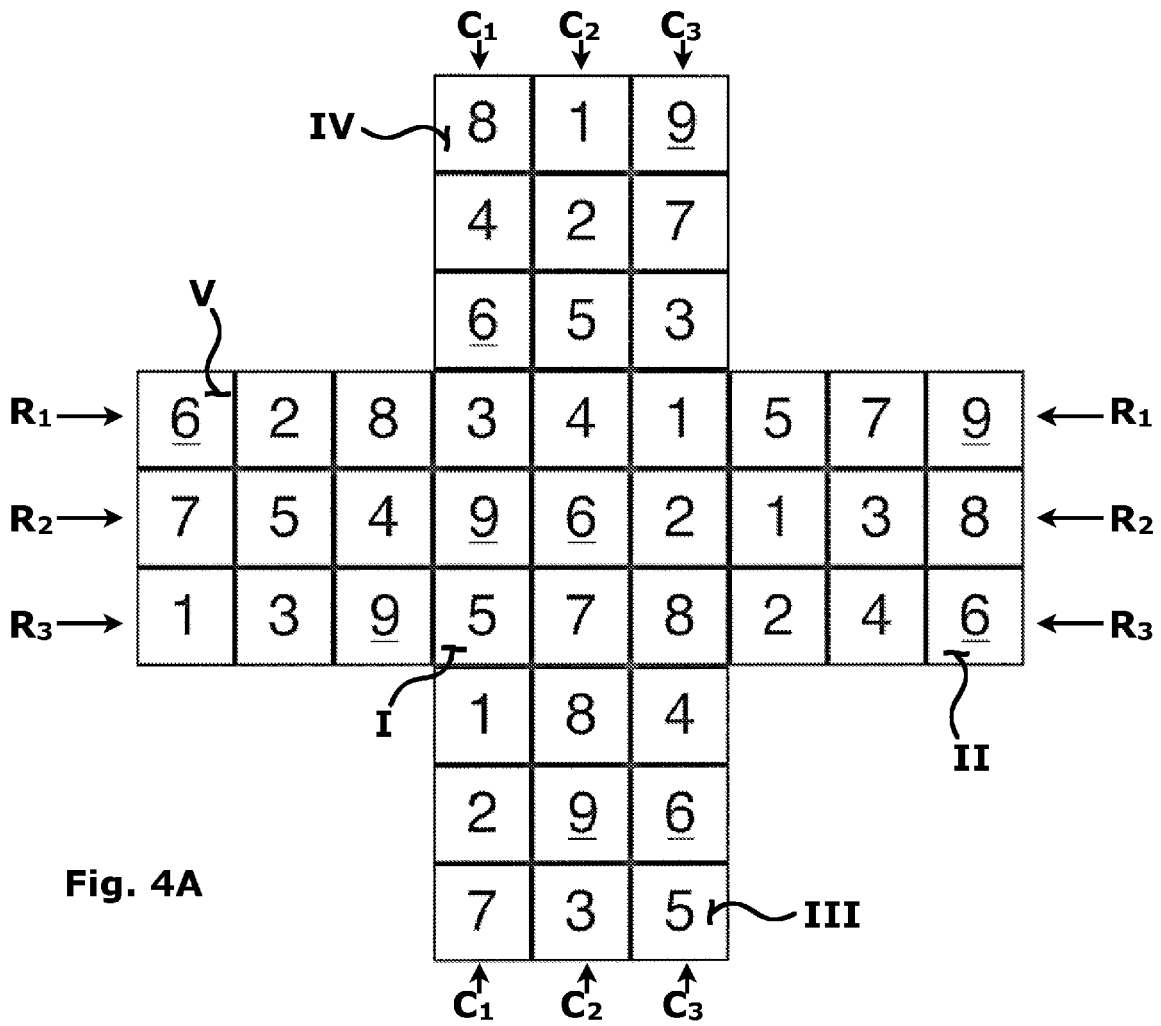 C₁ C₂ C₃
IV 8 1 9
4 2 7
V 6 5 3
R₁ 6 2 8 3 4 1 5 7 9 R₁
R₂ 7 5 4 9 6 2 1 3 8 R₂
R₃ 1 3 9 5 7 8 2 4 6 R₃
I 1 8 4 II
2 9 6
Fig. 4A 7 3 5 III
C₁ C₂ C₃